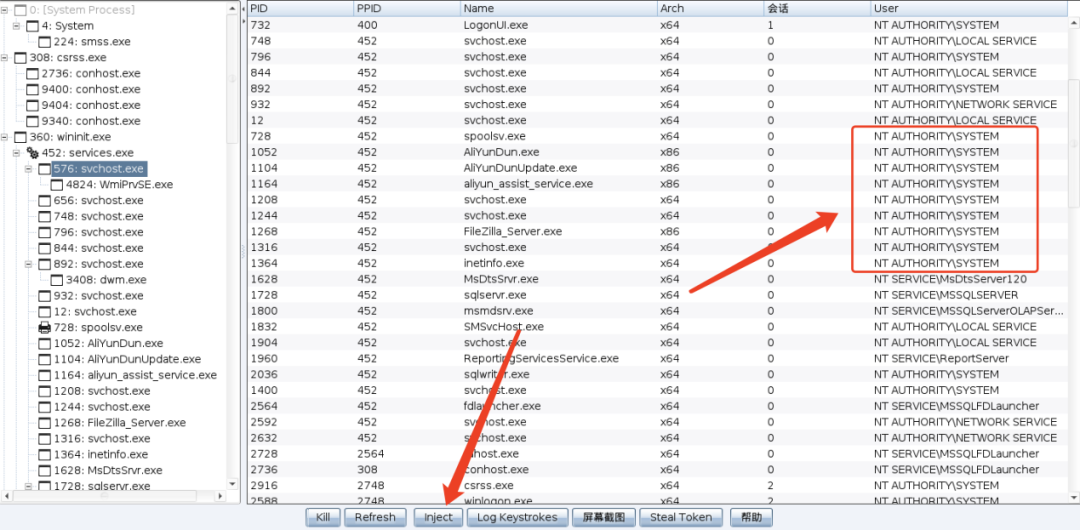 0: [System Process]
4: System
224: smss.exe
308: csrss.exe
2736: conhost.exe
9400: conhost.exe
9404: conhost.exe
9340: conhost.exe
360: wininit.exe
452: services.exe
576: svchost.exe
4824: WmiPrvSE.exe
656: svchost.exe
748: svchost.exe
796: svchost.exe
844: svchost.exe
892: svchost.exe
3408: dwm.exe
932: svchost.exe
12: svchost.exe
728: spoolsv.exe
1052: AliYunDun.exe
1104: AliYunDunUpdate.exe
1164: aliyun_assist_service.exe
1208: svchost.exe
1244: svchost.exe
1268: FileZilla_Server.exe
1316: svchost.exe
1364: inetinfo.exe
1628: MsDtsSrvr.exe
1728: sqlservr.exe
PID PPID Name Arch 会话 User
732 400 LogonUI.exe x64 1 NT AUTHORITY\SYSTEM
748 452 svchost.exe x64 0 NT AUTHORITY\LOCAL SERVICE
796 452 svchost.exe x64 0 NT AUTHORITY\SYSTEM
844 452 svchost.exe x64 0 NT AUTHORITY\LOCAL SERVICE
892 452 svchost.exe x64 0 NT AUTHORITY\SYSTEM
932 452 svchost.exe x64 0 NT AUTHORITY\NETWORK SERVICE
12 452 svchost.exe x64 0 NT AUTHORITY\LOCAL SERVICE
728 452 spoolsv.exe x64 0 NT AUTHORITY\SYSTEM
1052 452 AliYunDun.exe x86 0 NT AUTHORITY\SYSTEM
1104 452 AliYunDunUpdate.exe x86 0 NT AUTHORITY\SYSTEM
1164 452 aliyun_assist_service.exe x86 0 NT AUTHORITY\SYSTEM
1208 452 svchost.exe x64 0 NT AUTHORITY\SYSTEM
1244 452 svchost.exe x64 0 NT AUTHORITY\SYSTEM
1268 452 FileZilla_Server.exe x86 0 NT AUTHORITY\SYSTEM
1316 452 svchost.exe x64 0 NT AUTHORITY\SYSTEM
1364 452 inetinfo.exe x64 0 NT AUTHORITY\SYSTEM
1628 452 MsDtsSrvr.exe x64 0 NT SERVICE\MsDtsServer120
1728 452 sqlservr.exe x64 0 NT SERVICE\MSSQLSERVER
1800 452 msmdsrv.exe x64 0 NT SERVICE\MSSQLServerOLAPSer...
1832 452 SMSvcHost.exe x64 0 NT AUTHORITY\LOCAL SERVICE
1904 452 svchost.exe x64 0 NT AUTHORITY\LOCAL SERVICE
1960 452 ReportingServicesService.exe x64 0 NT SERVICE\ReportServer
2036 452 sqlwriter.exe x64 0 NT AUTHORITY\SYSTEM
1400 452 svchost.exe x64 0 NT AUTHORITY\SYSTEM
2564 452 fdlauncher.exe x64 0 NT SERVICE\MSSQLFDLauncher
2592 452 svchost.exe x64 0 NT AUTHORITY\NETWORK SERVICE
2632 452 svchost.exe x64 0 NT AUTHORITY\NETWORK SERVICE
2728 2564 fdhost.exe x64 0 NT SERVICE\MSSQLFDLauncher
2736 308 conhost.exe x64 0 NT SERVICE\MSSQLFDLauncher
2916 2748 csrss.exe x64 2 NT AUTHORITY\SYSTEM
2588 2748 winlogon.exe x64 2 NT AUTHORITY\SYSTEM
Kill Refresh Inject Log Keystrokes 屏幕截图 Steal Token 帮助